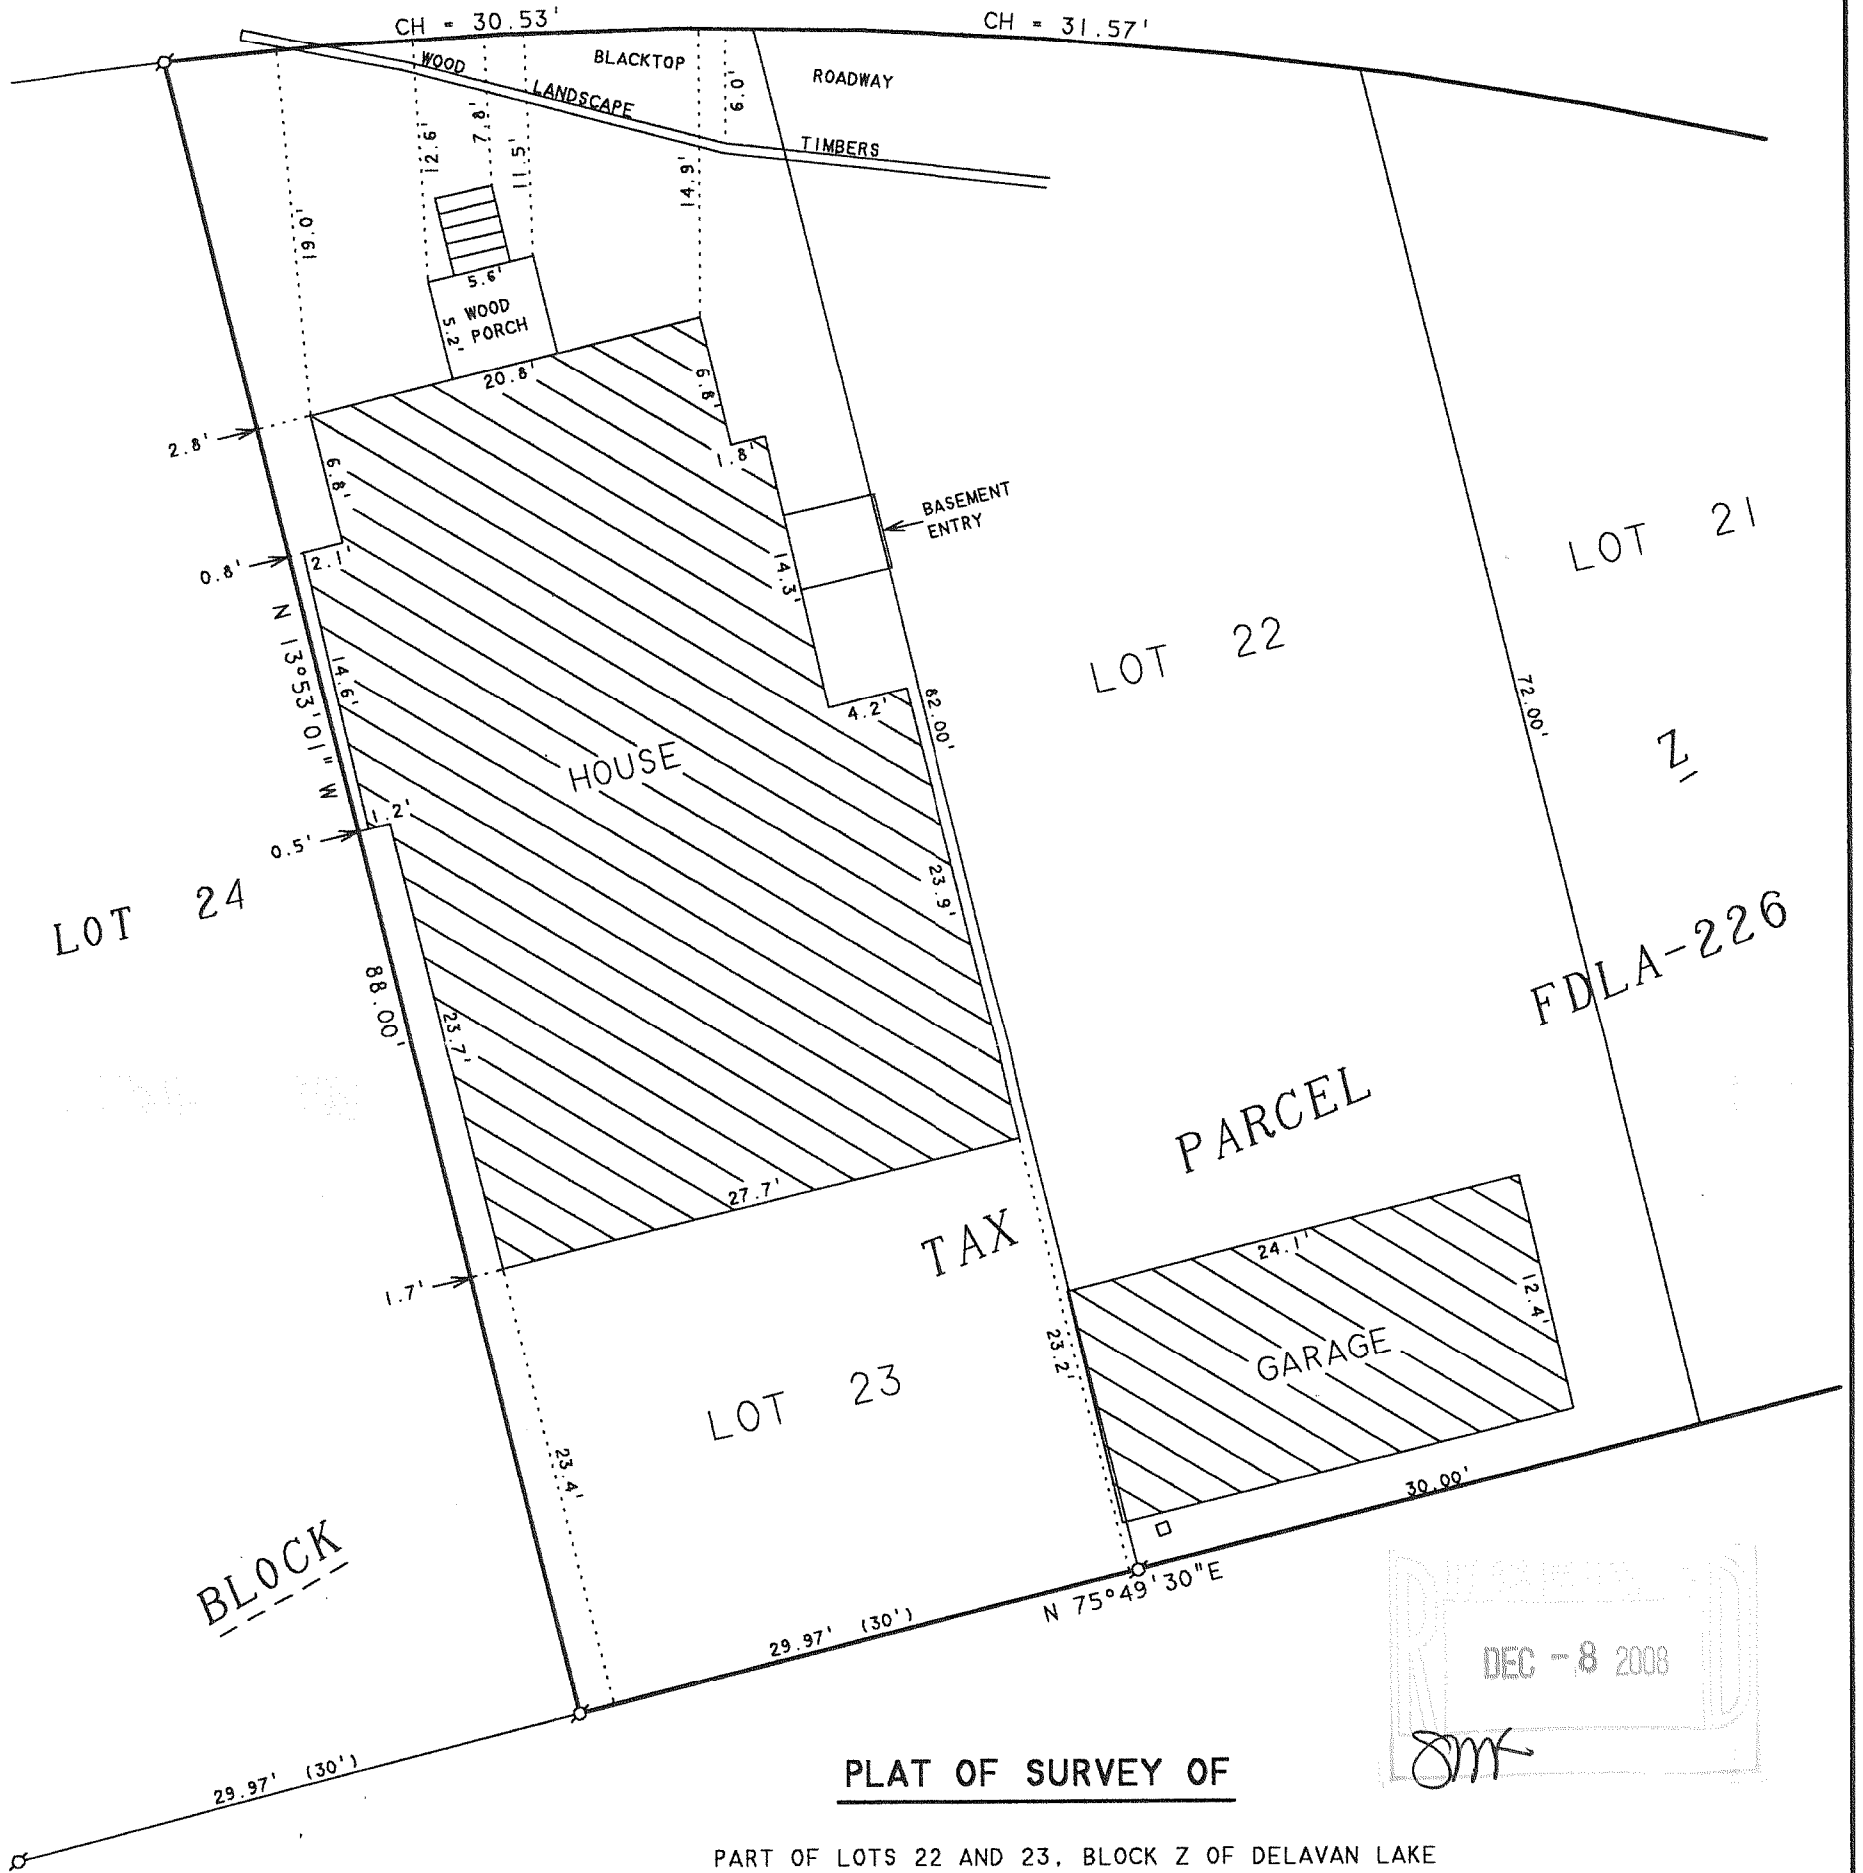 CH = 30.53'
CH = 31.57'
WOOD
BLACKTOP
ROADWAY
LANDSCAPE
TIMBERS
6.0'
12.6'
7.8'
11.5'
14.9'
19.0'
5.6'
WOOD
PORCH
5.2'
20.8'
6.8'
2.8'
1.8'
6.8'
BASEMENT
ENTRY
0.8'
2.1'
14.3'
LOT 21
N 13°53'01" W
14.6'
LOT 22
4.2'
82.00'
72.00'
HOUSE
Z
1.2'
0.5'
23.9'
LOT 24
FDLA-226
88.00'
23.7'
PARCEL
27.7'
TAX
24.1'
1.7'
12.4'
23.2'
GARAGE
LOT 23
23.4'
30.00'
BLOCK
N 75°49'30"E
29.97' (30')
DEC - 8 2008
SMK
29.97' (30')
PLAT OF SURVEY OF
PART OF LOTS 22 AND 23, BLOCK Z OF DELAVAN LAKE